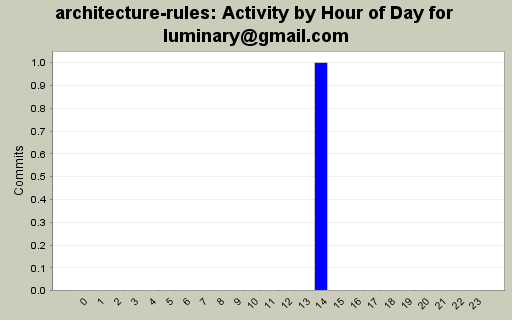 architecture-rules: Activity by Hour of Day for
luminary@gmail.com
1.0
0.9
0.8
0.7
0.6
0.5
0.4
0.3
0.2
0.1
0.0
Commits
0 1 2 3 4 5 6 7 8 9 10 11 12 13 14 15 16 17 18 19 20 21 22 23